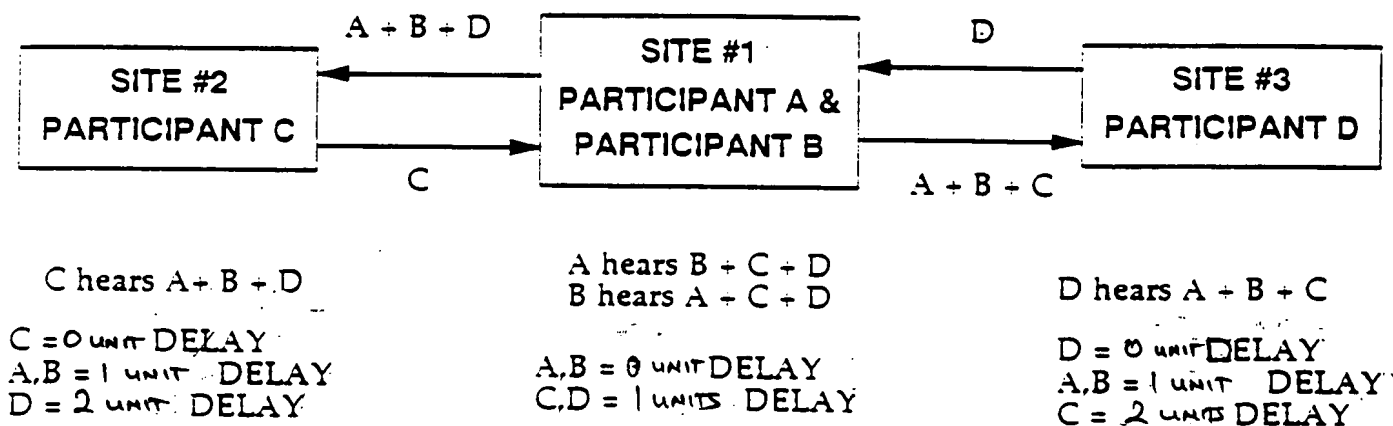 A + B + D
D
SITE #2
PARTICIPANT C
SITE #1
PARTICIPANT A &
PARTICIPANT B
SITE #3
PARTICIPANT D
C
A + B + C
C hears A + B + D
C = 0 UNIT DELAY
A,B = 1 UNIT DELAY
D = 2 UNIT DELAY
A hears B + C + D
B hears A + C + D
A,B = 0 UNIT DELAY
C,D = 1 UNITS DELAY
D hears A + B + C
D = 0 UNIT DELAY
A,B = 1 UNIT DELAY
C = 2 UNITS DELAY